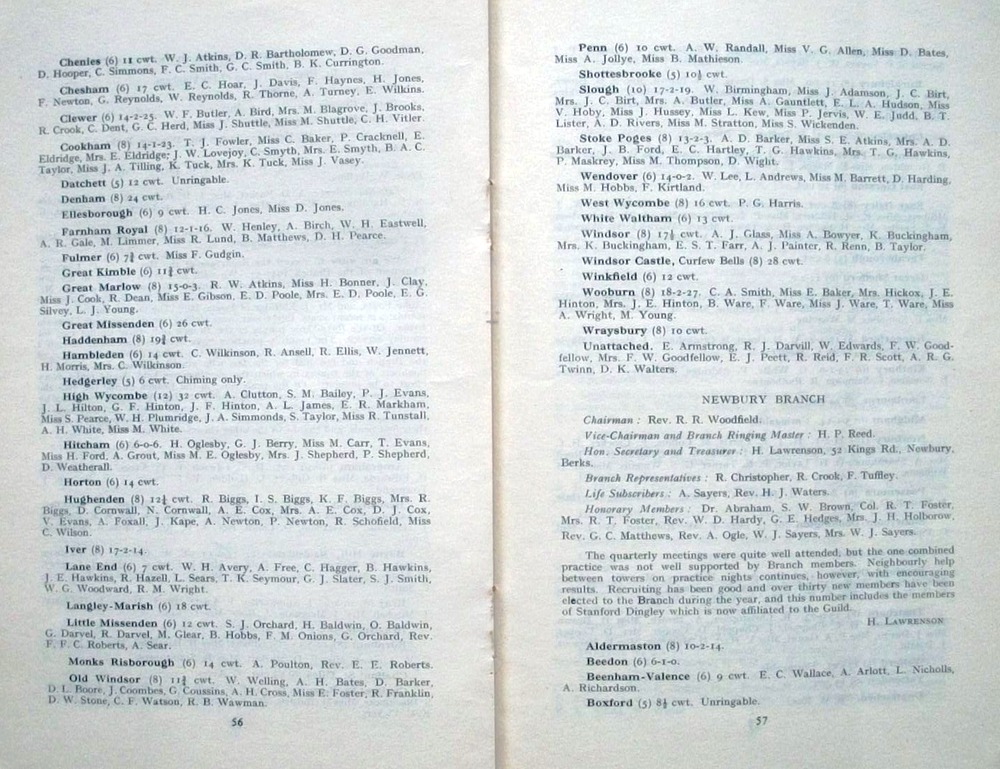 Chenies (6) 11 cwt. W. J. Atkins, D. R. Bartholomew, D. G. Goodman,
D. Hooper, C. Simmons, F. C. Smith, G. C. Smith, B. K. Currington.
Chesham (6) 17 cwt. E. C. Hoar, J. Davis, F. Haynes, H. Jones,
F. Newton, G. Reynolds, W. Reynolds, R. Thorne, A. Turney, E. Wilkins.
Clewer (6) 14-2-25. W. F. Butler, A. Bird, Mrs. M. Blagrove, J. Brooks,
R. Crook, C. Dent, G. C. Herd, Miss J. Shuttle, Miss M. Shuttle, C. H. Vitler.
Cookham (8) 14-1-23. T. J. Fowler, Miss C. Baker, P. Cracknell, E.
Eldridge, Mrs. E. Eldridge; J. W. Lovejoy, C. Smyth, Mrs. E. Smyth, B. A. C.
Taylor, Miss J. A. Tilling, K. Tuck, Mrs. K. Tuck, Miss J. Vasey.
Datchett (5) 12 cwt. Unringable.
Denham (8) 24 cwt.
Ellesborough (6) 9 cwt. H. C. Jones, Miss D. Jones.
Farnham Royal (8) 12-1-16. W. Henley, A. Birch, W. H. Eastwell,
A. R. Gale, M. Limmer, Miss R. Lund, B. Matthews, D. H. Pearce.
Fulmer (6) 7¾ cwt. Miss F. Gudgin.
Great Kimble (6) 11¾ cwt.
Great Marlow (8) 15-0-3. R. W. Atkins, Miss H. Bonner, J. Clay,
Miss J. Cook, R. Dean, Miss E. Gibson, E. D. Poole, Mrs. E. D. Poole, E. G.
Silvey, L. J. Young.
Great Missenden (6) 26 cwt.
Haddenham (8) 19¾ cwt.
Hambleden (6) 14 cwt. C. Wilkinson, R. Ansell, R. Ellis, W. Jennett,
H. Morris, Mrs. C. Wilkinson.
Hedgerley (5) 6 cwt. Chiming only.
High Wycombe (12) 32 cwt. A. Clutton, S. M. Bailey, P. J. Evans,
J. L. Hilton, G. F. Hinton, J. F. Hinton, A. L. James, E. R. Markham,
Miss S. Pearce, W. H. Plumridge, J. A. Simmonds, S. Taylor, Miss R. Tunstall,
A. H. White, Miss M. White.
Hitcham (6) 6-0-6. H. Oglesby, G. J. Berry, Miss M. Carr, T. Evans,
Miss H. Ford, A. Grout, Miss M. E. Oglesby, Mrs. J. Shepherd, P. Shepherd,
D. Weatherall.
Horton (6) 14 cwt.
Hughenden (8) 12¼ cwt. R. Biggs, I. S. Biggs, K. F. Biggs, Mrs. R.
Biggs, D. Cornwall, N. Cornwall, A. E. Cox, Mrs. A. E. Cox, D. J. Cox,
V. Evans, A. Foxall, J. Kape, A. Newton, P. Newton, R. Schofield, Miss
C. Wilson.
Iver (8) 17-2-14.
Lane End (6) 7 cwt. W. H. Avery, A. Free, C. Hagger, B. Hawkins,
J. E. Hawkins, R. Hazell, L. Sears, T. K. Seymour, G. J. Slater, S. J. Smith,
W. G. Woodward, R. M. Wright.
Langley-Marish (6) 18 cwt.
Little Missenden (6) 12 cwt. S. J. Orchard, H. Baldwin, O. Baldwin,
G. Darvel, R. Darvel, M. Glear, B. Hobbs, F. M. Onions, G. Orchard, Rev.
F. F. C. Roberts, A. Sear.
Monks Risborough (6) 14 cwt. A. Poulton, Rev. E. E. Roberts.
Old Windsor (8) 11¾ cwt. W. Welling, A. H. Bates, D. Barker,
D. L. Boore, J. Coombes, G. Coussins, A. H. Cross, Miss E. Foster, R. Franklin,
D. W. Stone, C. F. Watson, R. B. Wawman.
56
Penn (6) 10 cwt. A. W. Randall, Miss V. G. Allen, Miss D. Bates,
Miss A. Jollye, Miss B. Mathieson.
Shottesbrooke (5) 10½ cwt.
Slough (10) 17-2-19. W. Birmingham, Miss J. Adamson, J. C. Birt,
Mrs. J. C. Birt, Mrs. A. Butler, Miss A. Gauntlett, E. L. A. Hudson, Miss
V. Hoby, Miss J. Hussey, Miss L. Kew, Miss P. Jervis, W. E. Judd, B. T.
Lister, A. D. Rivers, Miss M. Stratton, Miss S. Wickenden.
Stoke Poges (8) 13-2-3. A. D. Barker, Miss S. E. Atkins, Mrs. A. D.
Barker, J. B. Ford, E. C. Hartley, T. G. Hawkins, Mrs. T. G. Hawkins,
P. Maskrey, Miss M. Thompson, D. Wight.
Wendover (6) 14-0-2. W. Lee, L. Andrews, Miss M. Barrett, D. Harding,
Miss M. Hobbs, F. Kirtland.
West Wycombe (8) 16 cwt. P. G. Harris.
White Waltham (6) 13 cwt.
Windsor (8) 17½ cwt. A. J. Glass, Miss A. Bowyer, K. Buckingham,
Mrs. K. Buckingham, E. S. T. Farr, A. J. Painter, R. Renn, B. Taylor.
Windsor Castle, Curfew Bells (8) 28 cwt.
Winkfield (6) 12 cwt.
Wooburn (8) 18-2-27. C. A. Smith, Miss E. Baker, Mrs. Hickox, J. E.
Hinton, Mrs. J. E. Hinton, B. Ware, F. Ware, Miss J. Ware, T. Ware, Miss
A. Wright, M. Young.
Wraysbury (8) 10 cwt.
Unattached. E. Armstrong, R. J. Darvill, W. Edwards, F. W. Good-
fellow, Mrs. F. W. Goodfellow, E. J. Peett, R. Reid, F. R. Scott, A. R. G.
Twinn, D. K. Walters.
NEWBURY BRANCH
Chairman : Rev. R. R. Woodfield.
Vice-Chairman and Branch Ringing Master : H. P. Reed.
Hon. Secretary and Treasurer : H. Lawrenson, 52 Kings Rd., Newbury,
Berks.
Branch Representatives : R. Christopher, R. Crook, F. Tuffley.
Life Subscribers : A. Sayers, Rev. H. J. Waters.
Honorary Members : Dr. Abraham, S. W. Brown, Col. R. T. Foster,
Mrs. R. T. Foster, Rev. W. D. Hardy, G. E. Hedges, Mrs. J. H. Holborow,
Rev. G. C. Matthews, Rev. A. Ogle, W. J. Sayers, Mrs. W. J. Sayers.
The quarterly meetings were quite well attended, but the one combined
practice was not well supported by Branch members. Neighbourly help
between towers on practice nights continues, however, with encouraging
results. Recruiting has been good and over thirty new members have been
elected to the Branch during the year, and this number includes the members
of Stanford Dingley which is now affiliated to the Guild.
H. LAWRENSON
Aldermaston (8) 10-2-14.
Beedon (6) 6-1-0.
Beenham-Valence (6) 9 cwt. E. C. Wallace, A. Arlott, L. Nicholls,
A. Richardson.
Boxford (5) 8½ cwt. Unringable.
57